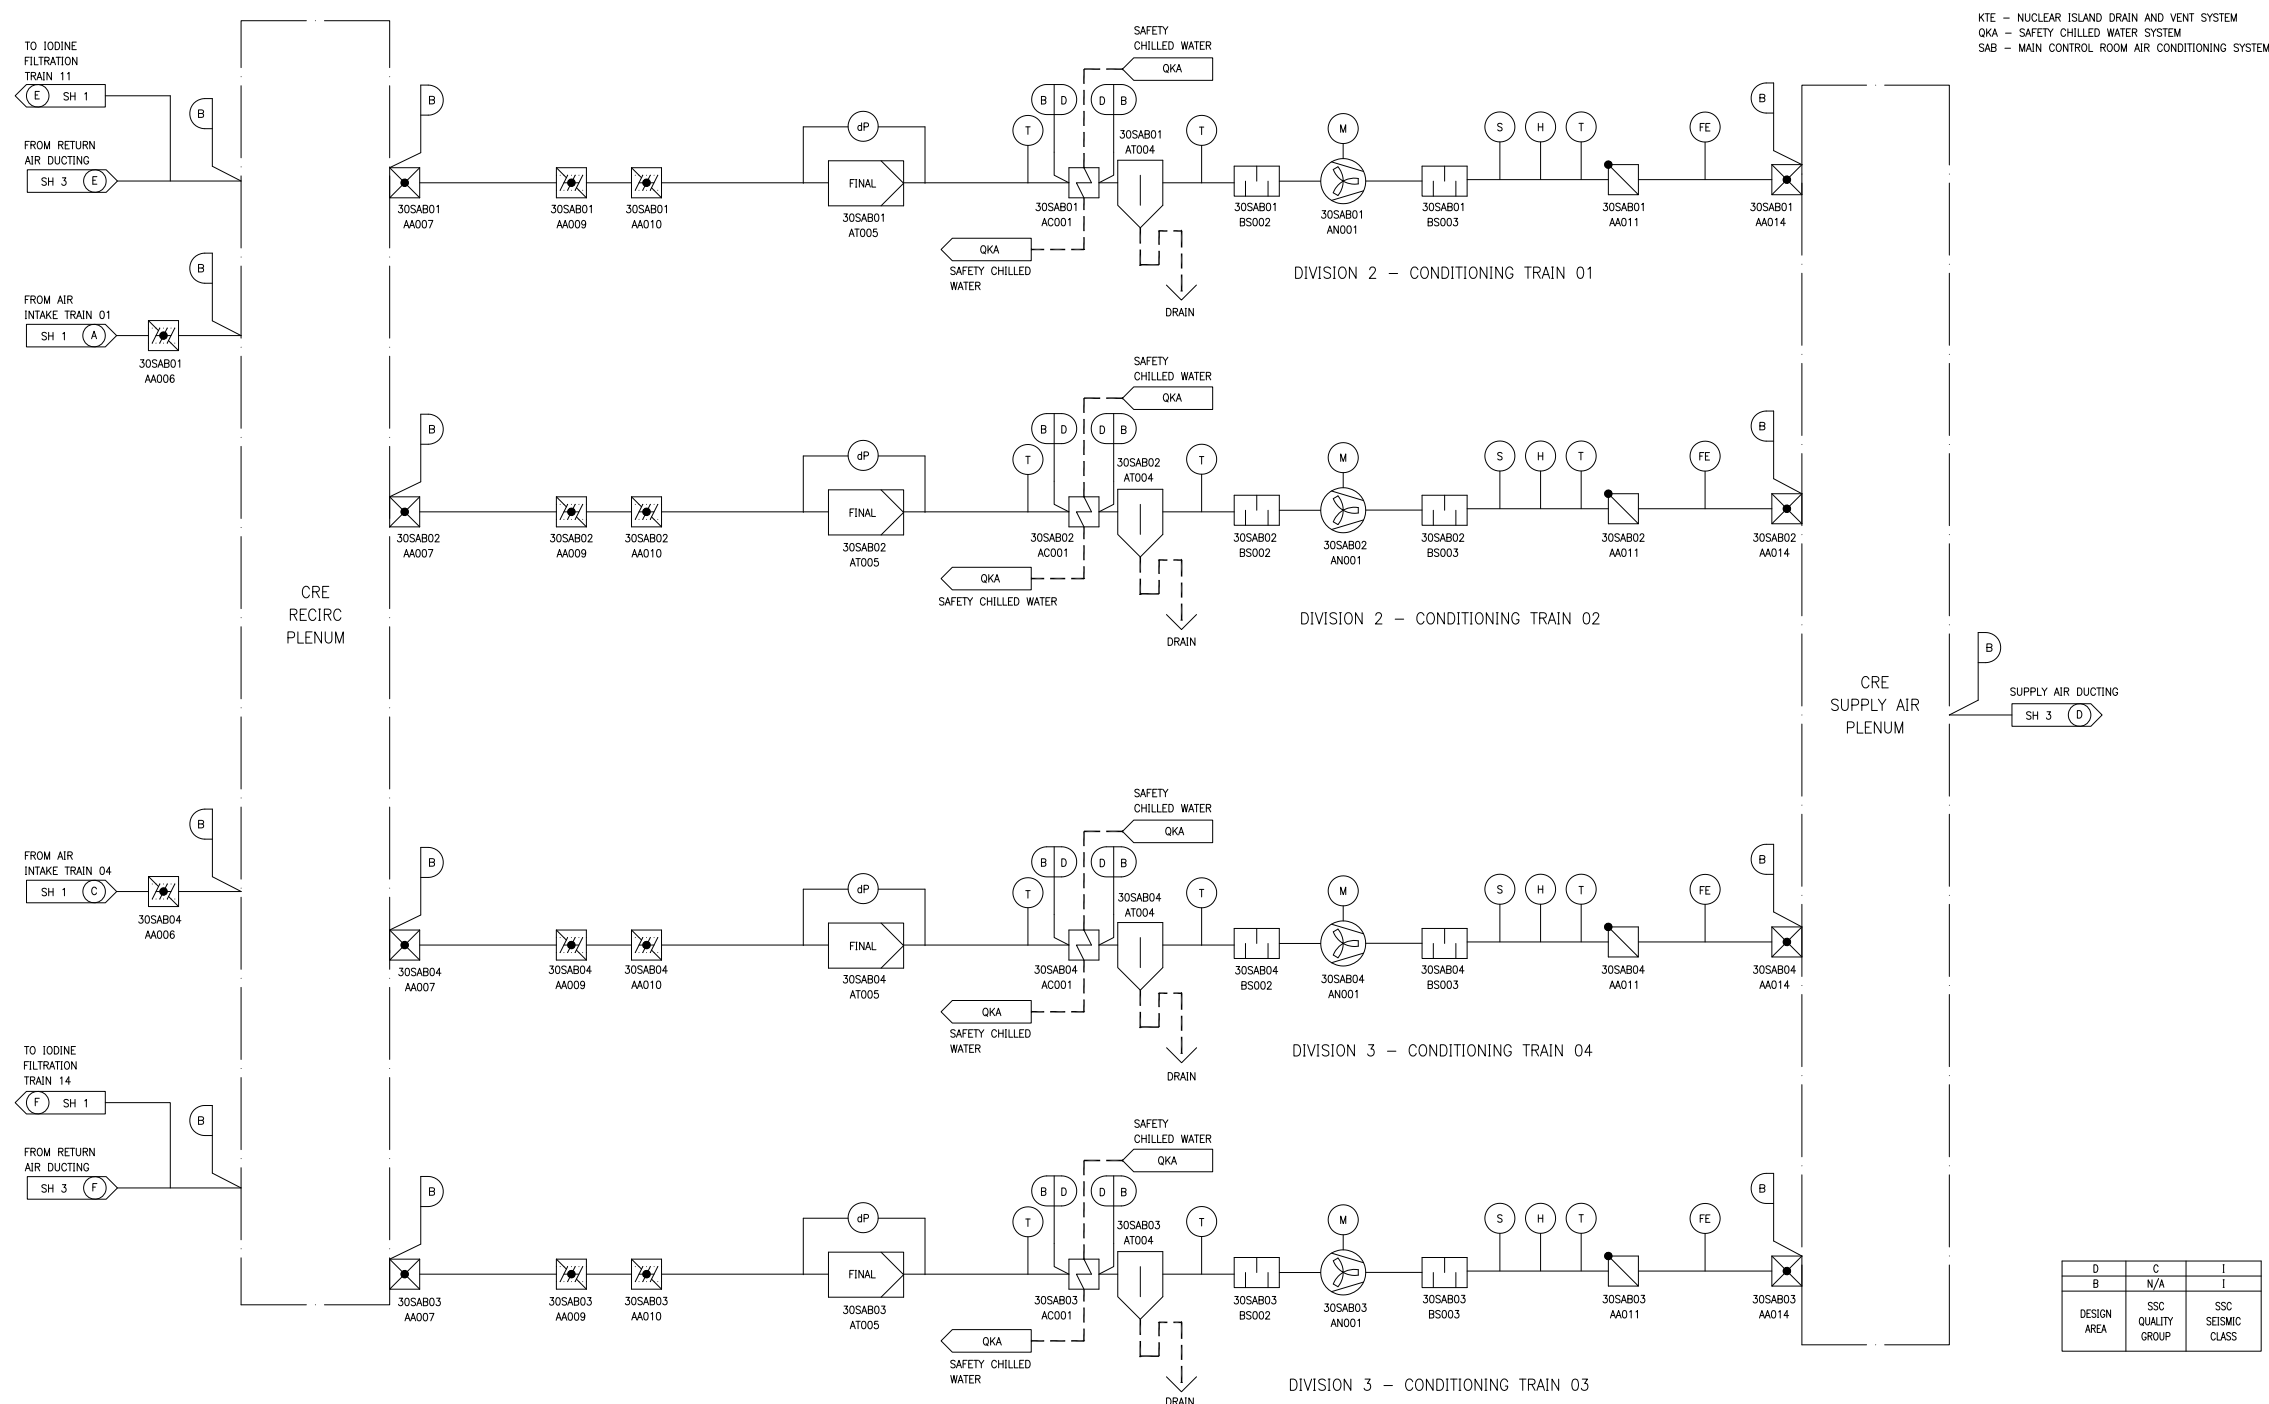 KTE – NUCLEAR ISLAND DRAIN AND VENT SYSTEM
QKA – SAFETY CHILLED WATER SYSTEM
SAB – MAIN CONTROL ROOM AIR CONDITIONING SYSTEM
TO IODINE
FILTRATION
TRAIN 11
E SH 1
B
FROM RETURN
AIR DUCTING
SH 3 E
B
FROM AIR
INTAKE TRAIN 01
SH 1 A
30SAB01
AA006
CRE
RECIRC
PLENUM
B
FROM AIR
INTAKE TRAIN 04
SH 1 C
30SAB04
AA006
TO IODINE
FILTRATION
TRAIN 14
F SH 1
B
FROM RETURN
AIR DUCTING
SH 3 F
B
30SAB01
AA007
30SAB01
AA009
30SAB01
AA010
dP
FINAL
30SAB01
AT005
T
B D
D B
SAFETY
CHILLED WATER
QKA
30SAB01
AC001
QKA
SAFETY CHILLED
WATER
30SAB01
AT004
DRAIN
T
30SAB01
BS002
M
30SAB01
AN001
30SAB01
BS003
S
H
T
30SAB01
AA011
FE
B
30SAB01
AA014
DIVISION 2 – CONDITIONING TRAIN 01
B
30SAB02
AA007
30SAB02
AA009
30SAB02
AA010
dP
FINAL
30SAB02
AT005
T
B D
D B
SAFETY
CHILLED WATER
QKA
30SAB02
AC001
QKA
SAFETY CHILLED WATER
30SAB02
AT004
DRAIN
T
30SAB02
BS002
M
30SAB02
AN001
30SAB02
BS003
S
H
T
30SAB02
AA011
FE
B
30SAB02
AA014
DIVISION 2 – CONDITIONING TRAIN 02
B
30SAB04
AA007
30SAB04
AA009
30SAB04
AA010
dP
FINAL
30SAB04
AT005
T
B D
D B
SAFETY
CHILLED WATER
QKA
30SAB04
AC001
QKA
SAFETY CHILLED
WATER
30SAB04
AT004
DRAIN
T
30SAB04
BS002
M
30SAB04
AN001
30SAB04
BS003
S
H
T
30SAB04
AA011
FE
B
30SAB04
AA014
DIVISION 3 – CONDITIONING TRAIN 04
B
30SAB03
AA007
30SAB03
AA009
30SAB03
AA010
dP
FINAL
30SAB03
AT005
T
B D
D B
SAFETY
CHILLED WATER
QKA
30SAB03
AC001
QKA
SAFETY CHILLED
WATER
30SAB03
AT004
DRAIN
T
30SAB03
BS002
M
30SAB03
AN001
30SAB03
BS003
S
H
T
30SAB03
AA011
FE
B
30SAB03
AA014
DIVISION 3 – CONDITIONING TRAIN 03
CRE
SUPPLY AIR
PLENUM
B
SUPPLY AIR DUCTING
SH 3 D
D C I
B N/A I
DESIGN
AREA
SSC
QUALITY
GROUP
SSC
SEISMIC
CLASS